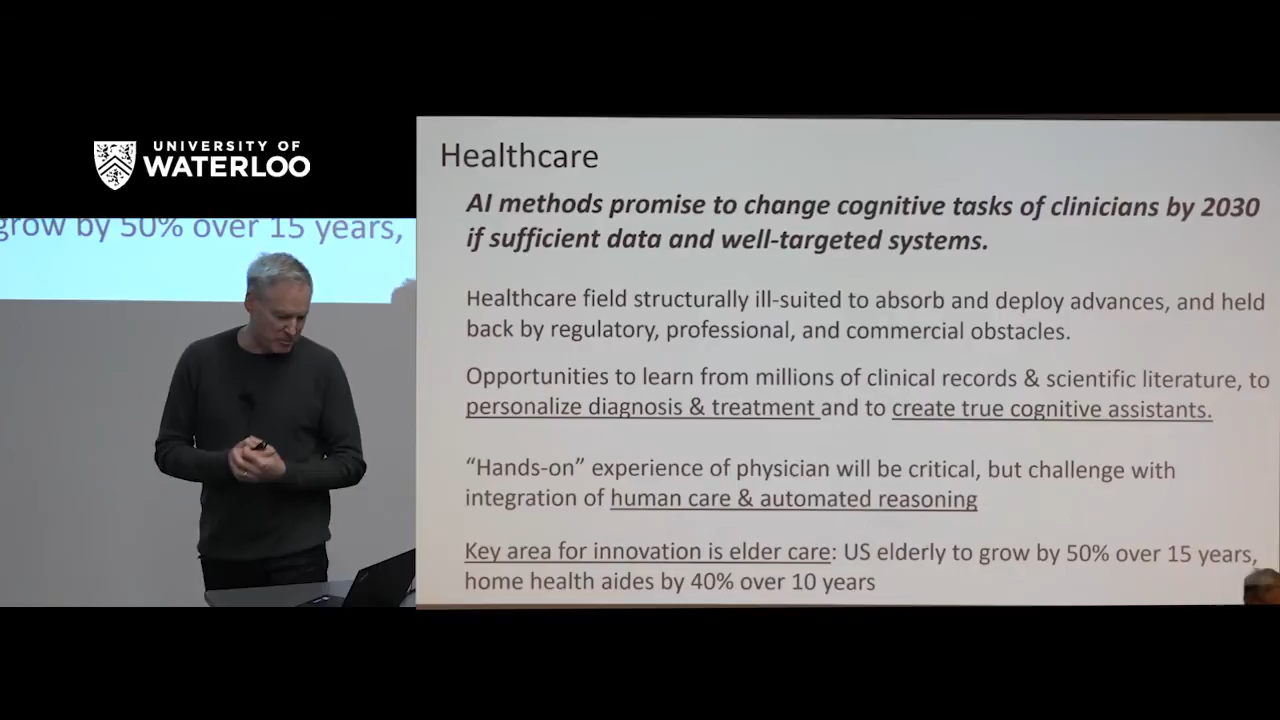 UNIVERSITY OF
WATERLOO
grow by 50% over 15 years,
Healthcare
AI methods promise to change cognitive tasks of clinicians by 2030
if sufficient data and well-targeted systems.
Healthcare field structurally ill-suited to absorb and deploy advances, and held
back by regulatory, professional, and commercial obstacles.
Opportunities to learn from millions of clinical records & scientific literature, to
personalize diagnosis & treatment and to create true cognitive assistants.
“Hands-on” experience of physician will be critical, but challenge with
integration of human care & automated reasoning
Key area for innovation is elder care: US elderly to grow by 50% over 15 years,
home health aides by 40% over 10 years